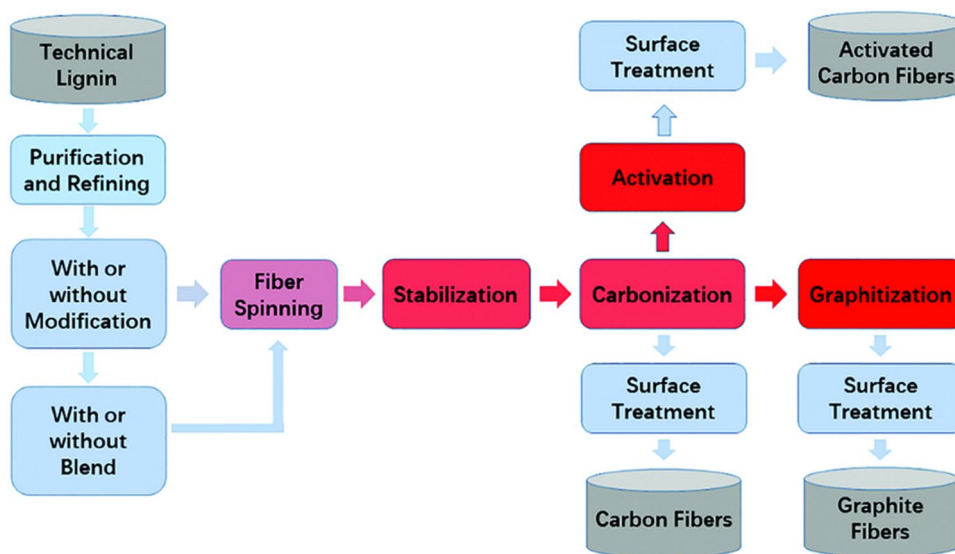 Technical
Lignin
Purification
and Refining
With or
without
Modification
With or
without
Blend
Fiber
Spinning
Stabilization
Carbonization
Activation
Surface
Treatment
Activated
Carbon Fibers
Graphitization
Surface
Treatment
Carbon Fibers
Surface
Treatment
Graphite
Fibers